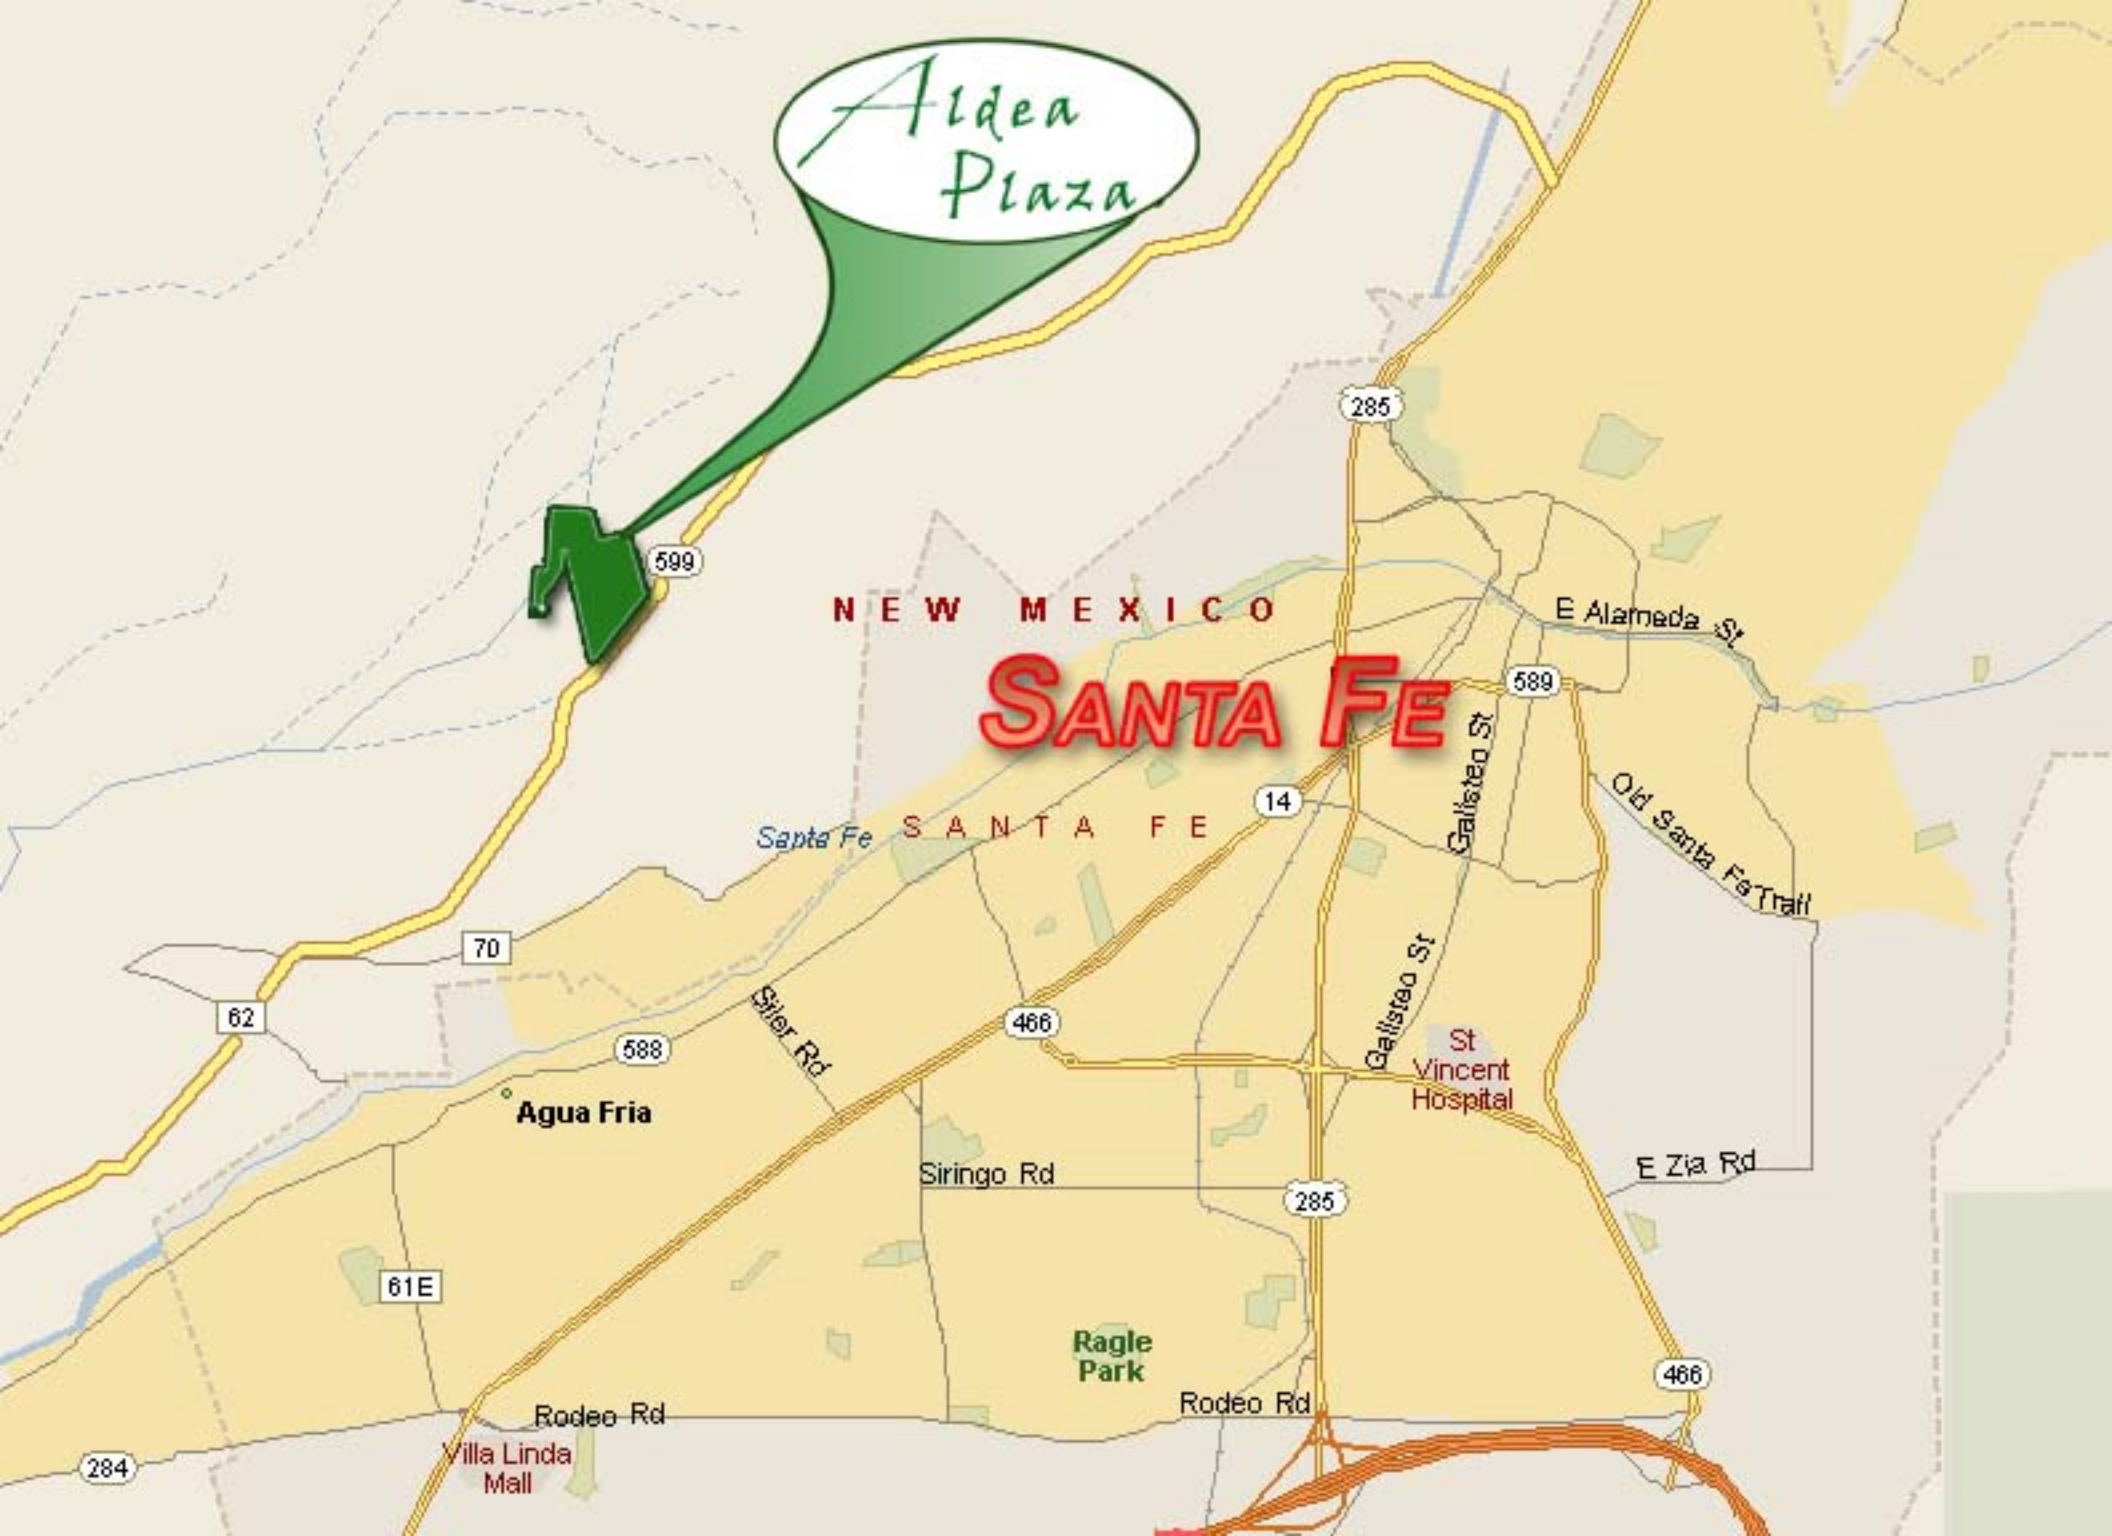 Aldea
Plaza
285
599
NEW MEXICO
E Alameda St
SANTA FE
589
Galisteo St
14
Old Santa Fe Trail
Santa Fe
SANTA FE
70
62
466
Siler Rd
588
Galisteo St
St
Vincent
Hospital
Agua Fria
Siringo Rd
E Zia Rd
285
61E
Ragle
Park
466
Rodeo Rd
Rodeo Rd
Villa Linda
Mall
284